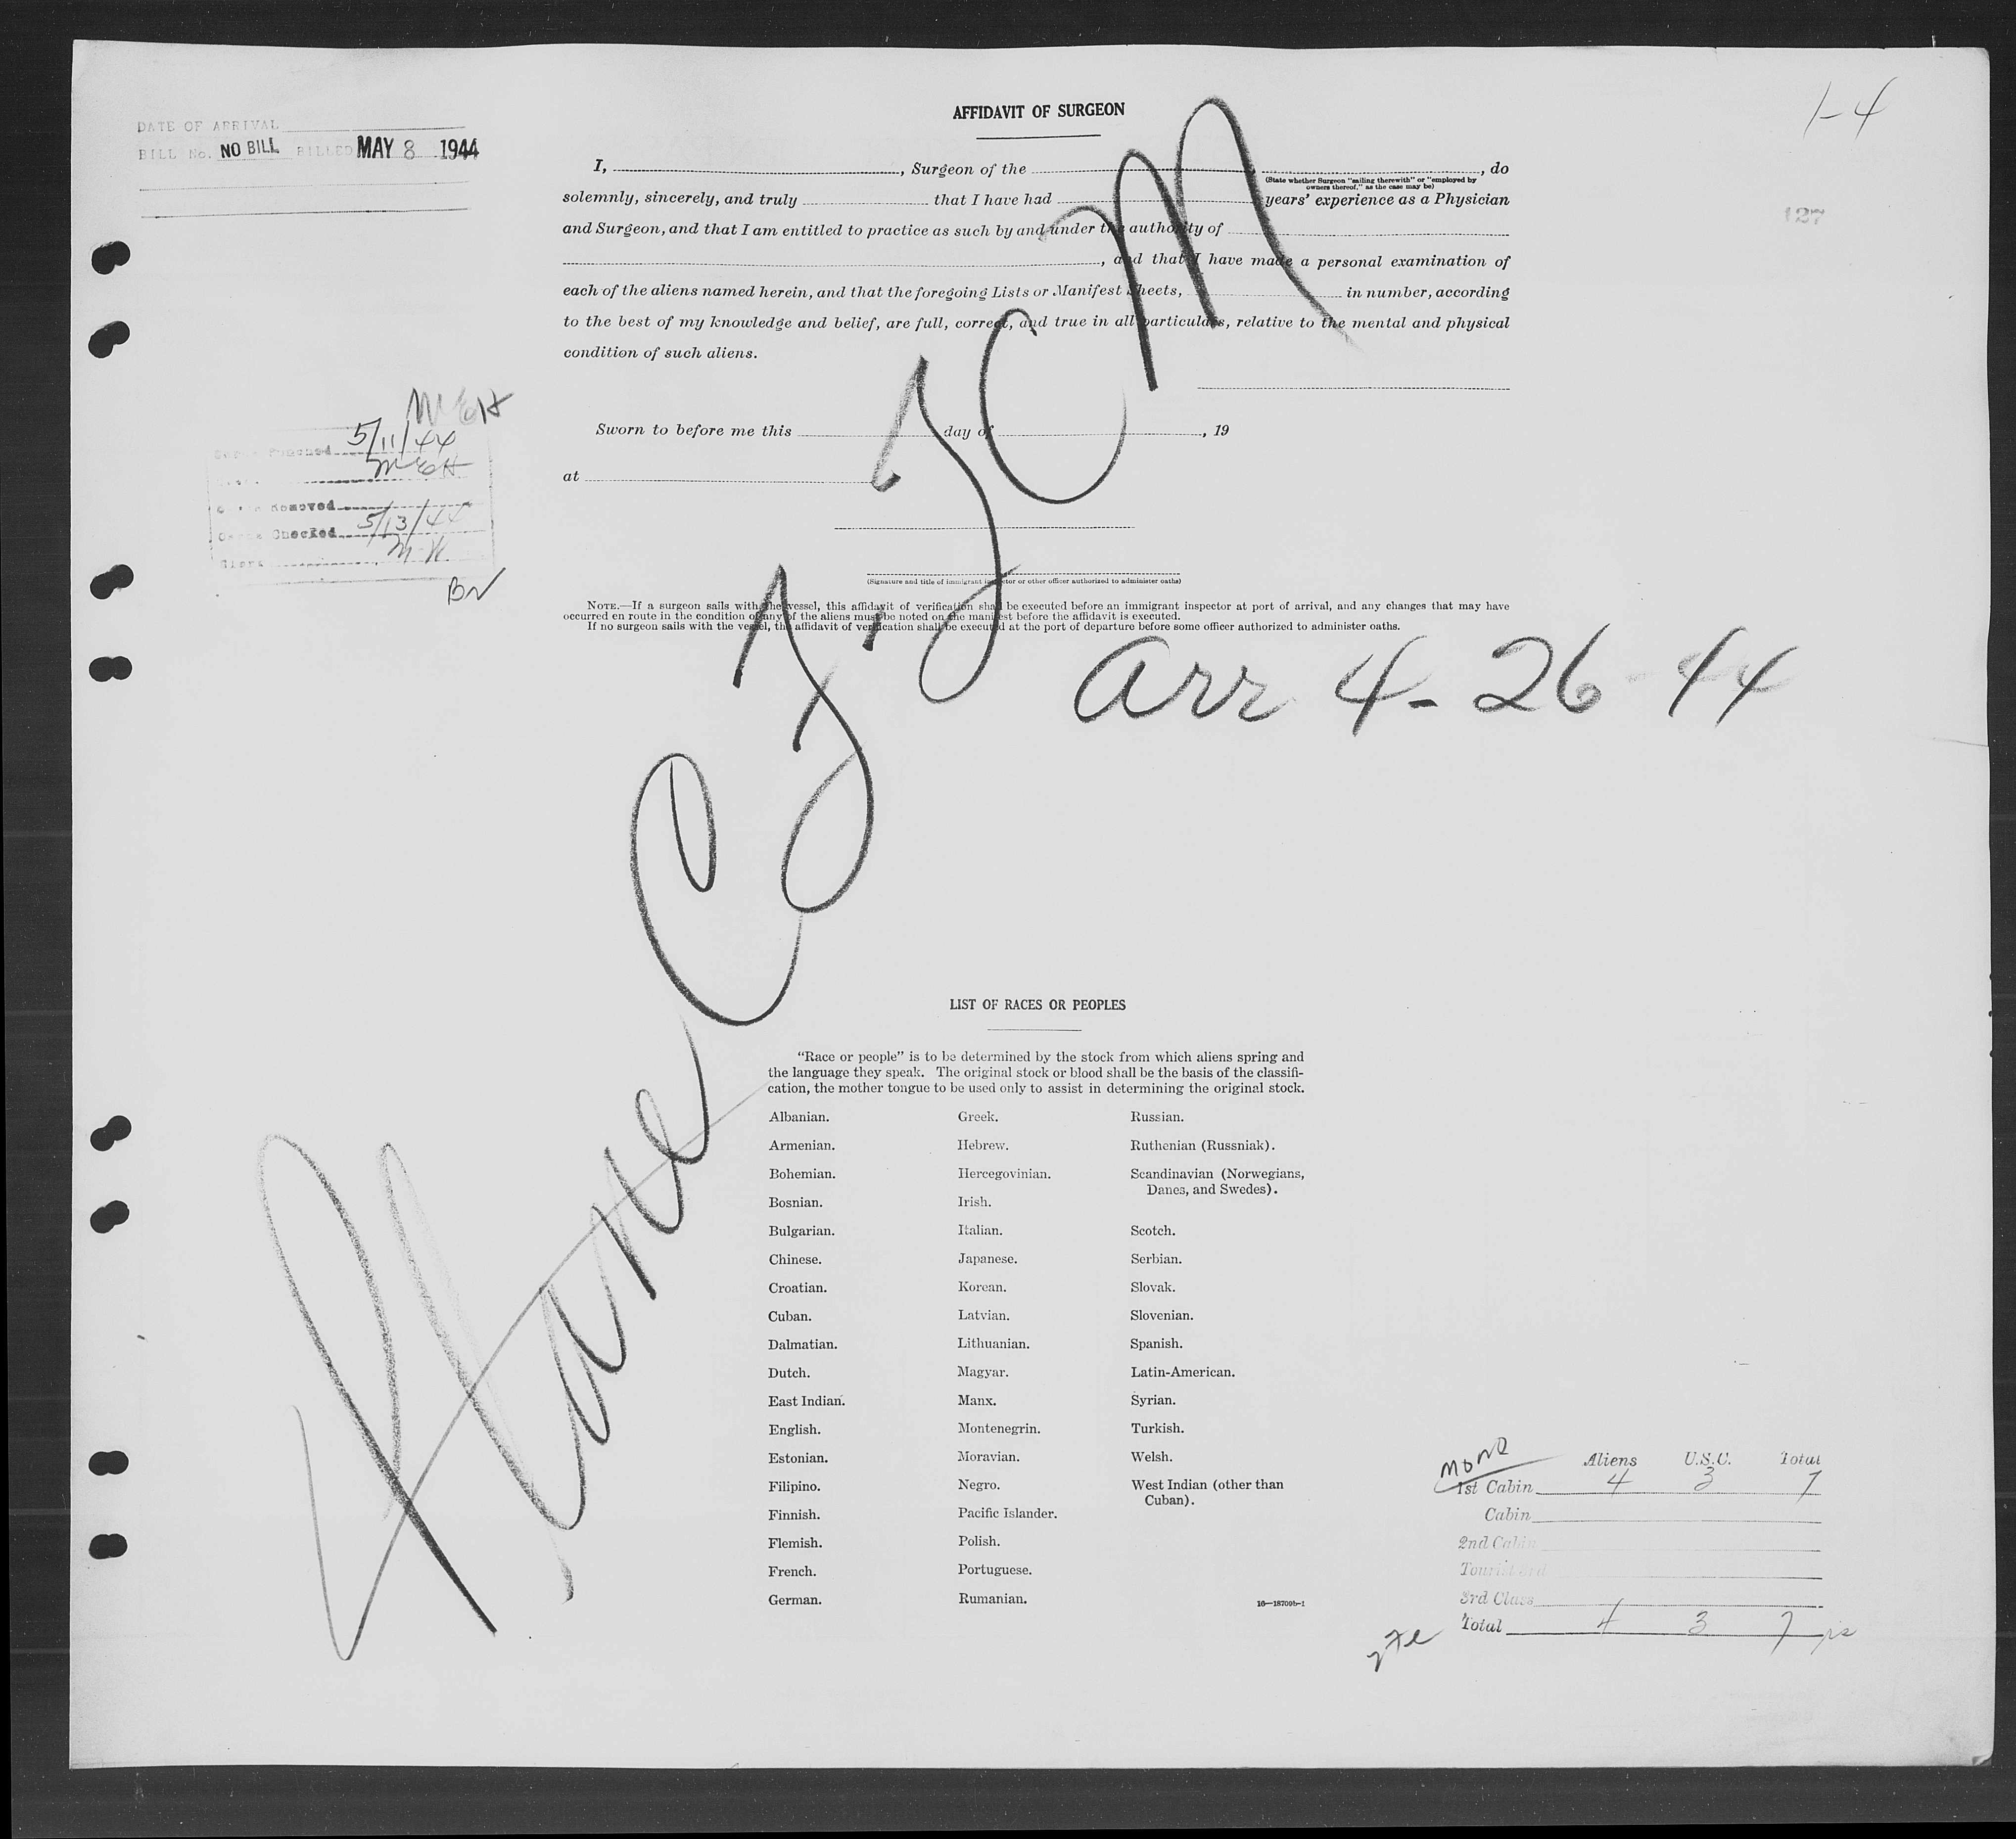 AFFIDAVIT OF SURGEON
1-4
DATE OF ARRIVAL
BILL No. NO BILL BILLED MAY 8 1944
127
I, , Surgeon of the , , do
(State whether Surgeon "sailing therewith" or "employed by
owners thereof," as the case may be)
solemnly, sincerely, and truly that I have had years' experience as a Physician
and Surgeon, and that I am entitled to practice as such by and under the authority of
, and that I have made a personal examination of
each of the aliens named herein, and that the foregoing Lists or Manifest Sheets, in number, according
to the best of my knowledge and belief, are full, correct, and true in all particulars, relative to the mental and physical
condition of such aliens.
Sworn to before me this day of , 19
at
(Signature and title of immigrant inspector or other officer authorized to administer oaths)
NOTE.—If a surgeon sails with the vessel, this affidavit of verification shall be executed before an immigrant inspector at port of arrival, and any changes that may have
occurred en route in the condition of any of the aliens must be noted on the manifest before the affidavit is executed.
If no surgeon sails with the vessel, the affidavit of verification shall be executed at the port of departure before some officer authorized to administer oaths.
MEH
Cards Punched 5/11/44
MEH
Removed
Cards Checked 5/13/44
Clerk M.W.
BN
Plane
arr 4-26-44
LIST OF RACES OR PEOPLES
"Race or people" is to be determined by the stock from which aliens spring and
the language they speak. The original stock or blood shall be the basis of the classifi-
cation, the mother tongue to be used only to assist in determining the original stock.
Albanian.
Armenian.
Bohemian.
Bosnian.
Bulgarian.
Chinese.
Croatian.
Cuban.
Dalmatian.
Dutch.
East Indian.
English.
Estonian.
Filipino.
Finnish.
Flemish.
French.
German.
Greek.
Hebrew.
Hercegovinian.
Irish.
Italian.
Japanese.
Korean.
Latvian.
Lithuanian.
Magyar.
Manx.
Montenegrin.
Moravian.
Negro.
Pacific Islander.
Polish.
Portuguese.
Rumanian.
Russian.
Ruthenian (Russniak).
Scandinavian (Norwegians,
Danes, and Swedes).
Scotch.
Serbian.
Slovak.
Slovenian.
Spanish.
Latin-American.
Syrian.
Turkish.
Welsh.
West Indian (other than
Cuban).
16—18709b-1
Aliens U.S.C. Total
1st Cabin 4 3 7
Cabin
2nd Cabin
Tourist 3rd
3rd Class
Total 4 3 7